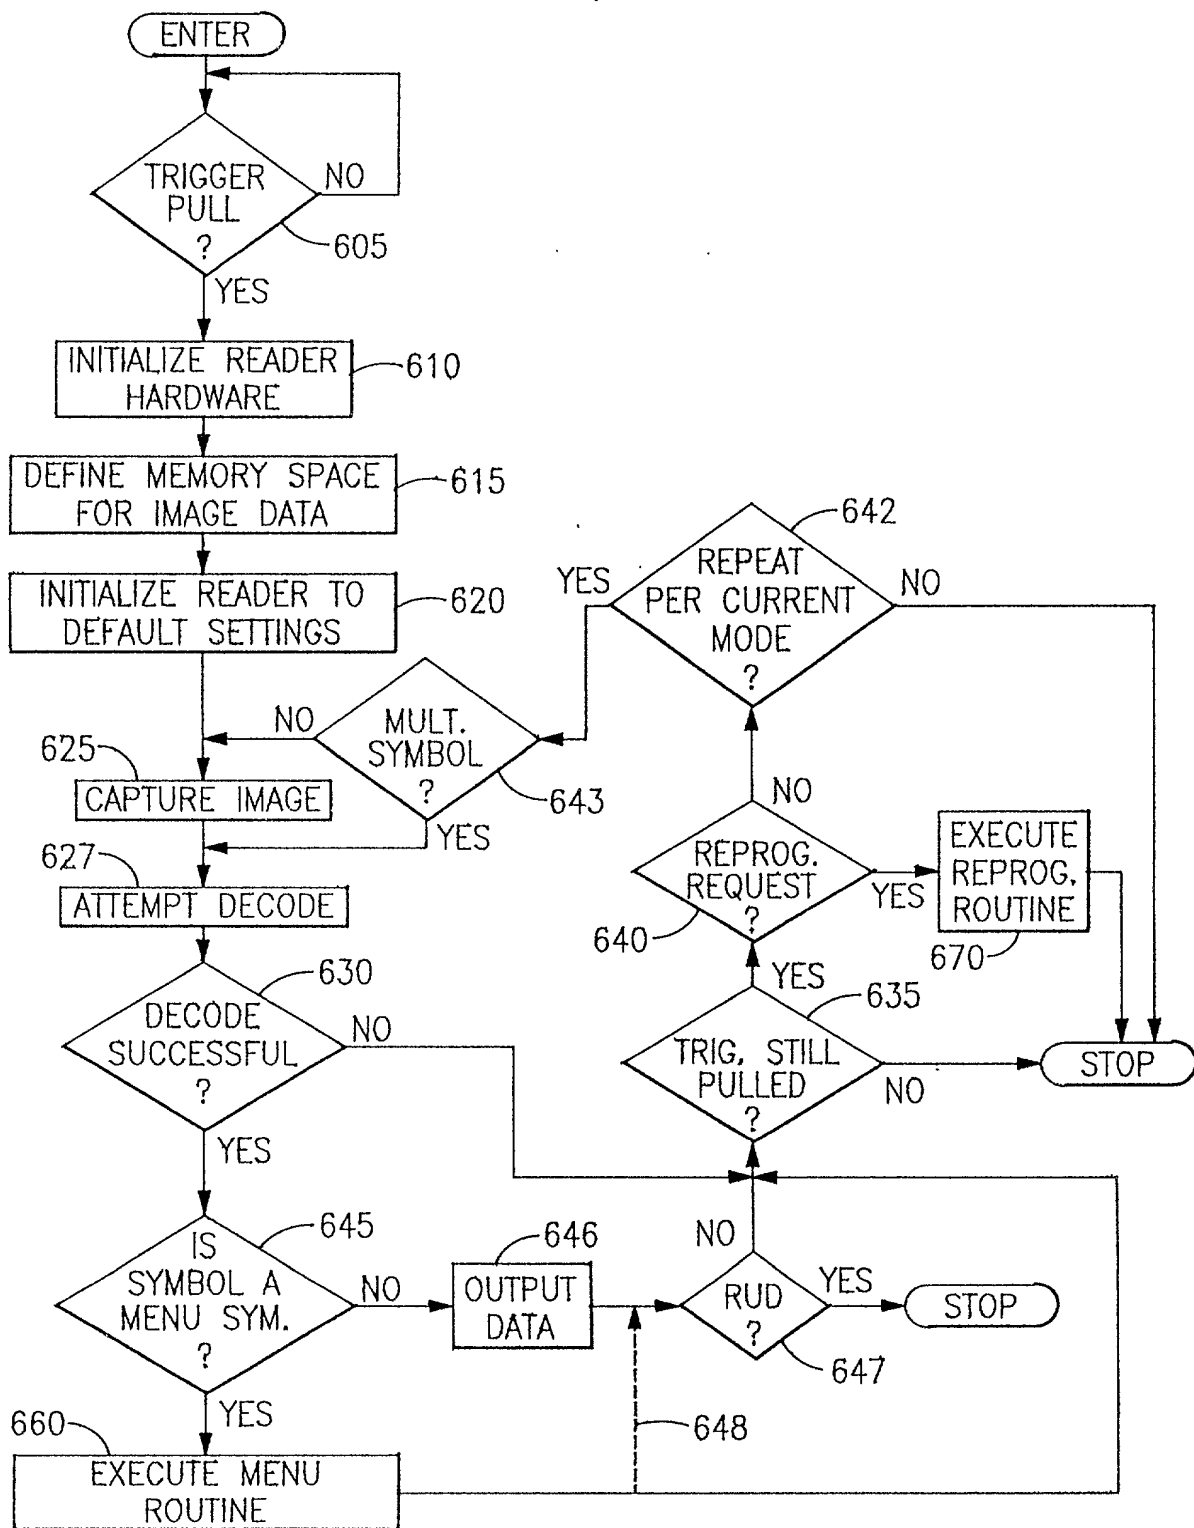 ENTER
TRIGGER
PULL
?
NO
605
YES
INITIALIZE READER
HARDWARE
610
DEFINE MEMORY SPACE
FOR IMAGE DATA
615
INITIALIZE READER TO
DEFAULT SETTINGS
620
642
REPEAT
PER CURRENT
MODE
?
YES
NO
MULT.
SYMBOL
?
NO
643
YES
625
CAPTURE IMAGE
627
ATTEMPT DECODE
NO
REPROG.
REQUEST
?
640
YES
EXECUTE
REPROG.
ROUTINE
670
630
DECODE
SUCCESSFUL
?
NO
YES
YES
635
TRIG. STILL
PULLED
?
NO
STOP
645
IS
SYMBOL A
MENU SYM.
?
NO
YES
646
OUTPUT
DATA
NO
RUD
?
YES
647
STOP
648
660
EXECUTE MENU
ROUTINE